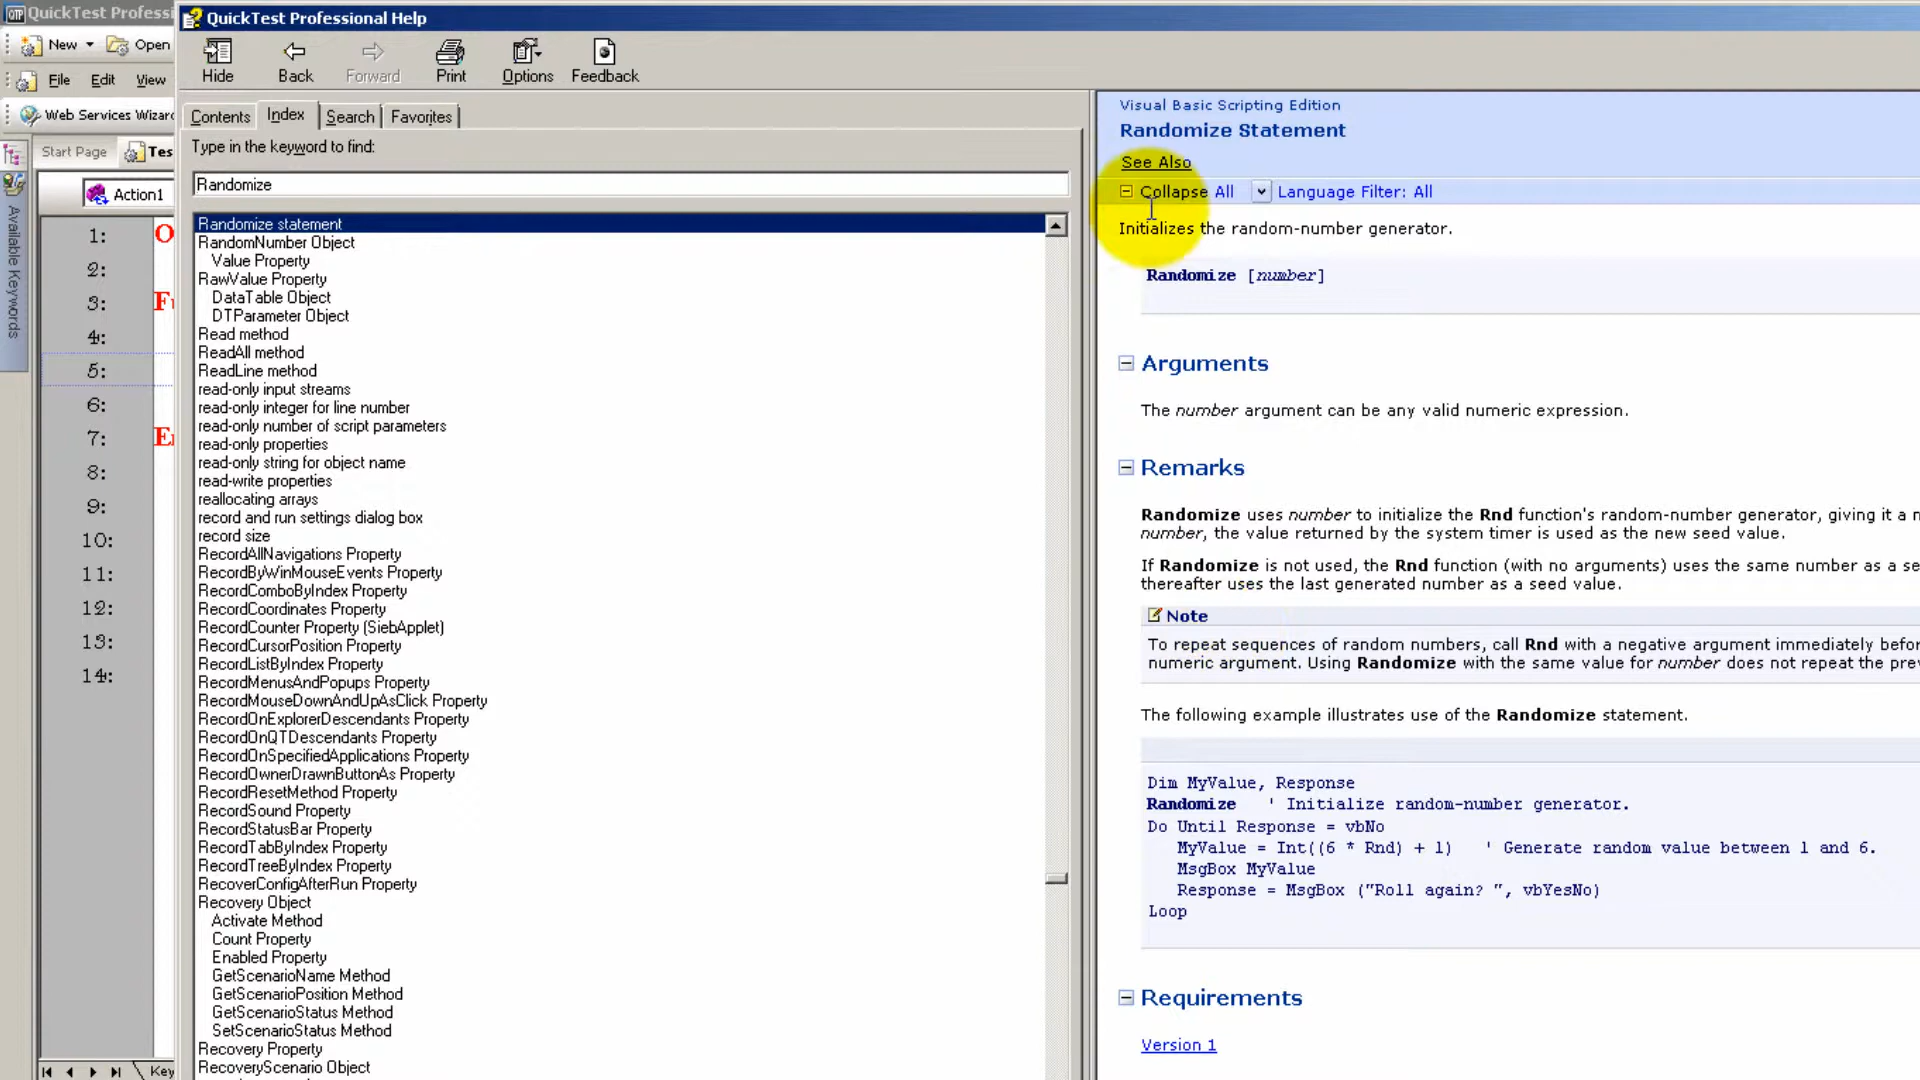 QuickTest Professi
QuickTest Professional Help
New
Open
File Edit View
Web Services Wizard
Start Page
Tes
Action1
Available Keywords
1:
2:
3:
4:
5:
6:
7:
8:
9:
10:
11:
12:
13:
14:
Key
Hide
Back
Forward
Print
Options
Feedback
Contents
Index
Search
Favorites
Type in the keyword to find:
Randomize
Randomize statement
RandomNumber Object
Value Property
RawValue Property
DataTable Object
DTParameter Object
Read method
ReadAll method
ReadLine method
read-only input streams
read-only integer for line number
read-only number of script parameters
read-only properties
read-only string for object name
read-write properties
reallocating arrays
record and run settings dialog box
record size
RecordAllNavigations Property
RecordByWinMouseEvents Property
RecordComboByIndex Property
RecordCoordinates Property
RecordCounter Property (SiebApplet)
RecordCursorPosition Property
RecordListByIndex Property
RecordMenusAndPopups Property
RecordMouseDownAndUpAsClick Property
RecordOnExplorerDescendants Property
RecordOnQTDescendants Property
RecordOnSpecifiedApplications Property
RecordOwnerDrawnButtonAs Property
RecordResetMethod Property
RecordSound Property
RecordStatusBar Property
RecordTabByIndex Property
RecordTreeByIndex Property
RecoverConfigAfterRun Property
Recovery Object
Activate Method
Count Property
Enabled Property
GetScenarioName Method
GetScenarioPosition Method
GetScenarioStatus Method
SetScenarioStatus Method
Recovery Property
RecoveryScenario Object
Visual Basic Scripting Edition
Randomize Statement
See Also
Collapse All
Language Filter: All
Initializes the random-number generator.
Randomize [number]
Arguments
The number argument can be any valid numeric expression.
Remarks
Randomize uses number to initialize the Rnd function's random-number generator, giving it a n
number, the value returned by the system timer is used as the new seed value.
If Randomize is not used, the Rnd function (with no arguments) uses the same number as a se
thereafter uses the last generated number as a seed value.
Note
To repeat sequences of random numbers, call Rnd with a negative argument immediately befor
numeric argument. Using Randomize with the same value for number does not repeat the prev
The following example illustrates use of the Randomize statement.
Dim MyValue, Response
Randomize ' Initialize random-number generator.
Do Until Response = vbNo
MyValue = Int((6 * Rnd) + 1) ' Generate random value between 1 and 6.
MsgBox MyValue
Response = MsgBox ("Roll again? ", vbYesNo)
Loop
Requirements
Version 1